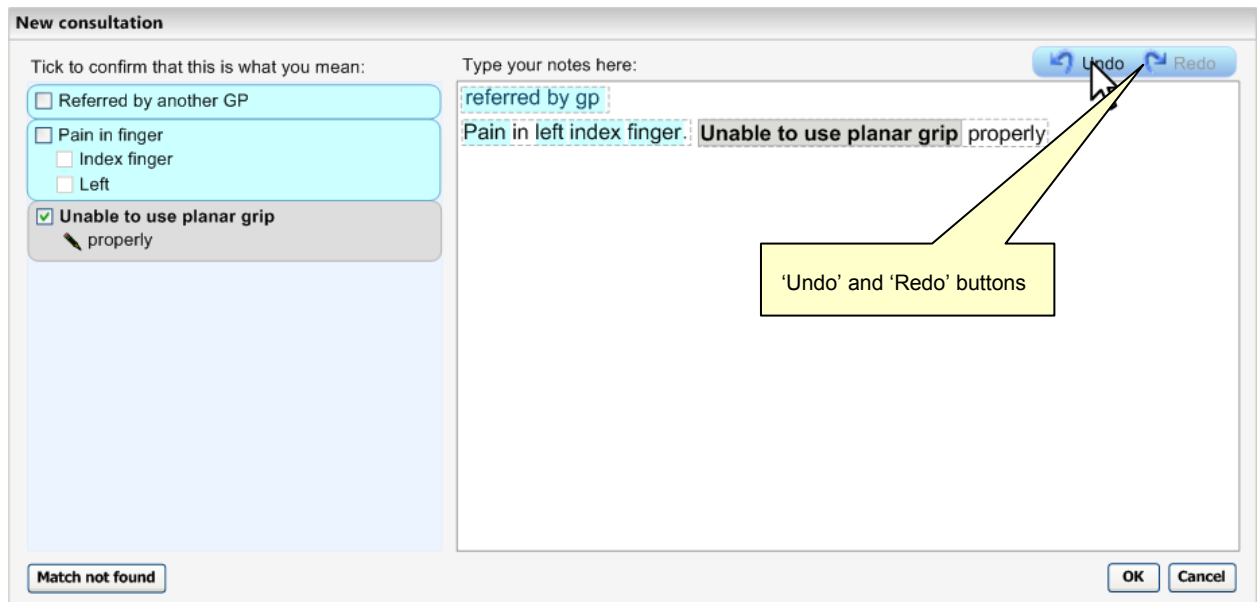 New consultation
Tick to confirm that this is what you mean:
Referred by another GP
Pain in finger
Index finger
Left
Unable to use planar grip
properly
Type your notes here:
Undo Redo
referred by gp
Pain in left index finger. Unable to use planar grip properly
‘Undo’ and ‘Redo’ buttons
Match not found
OK Cancel